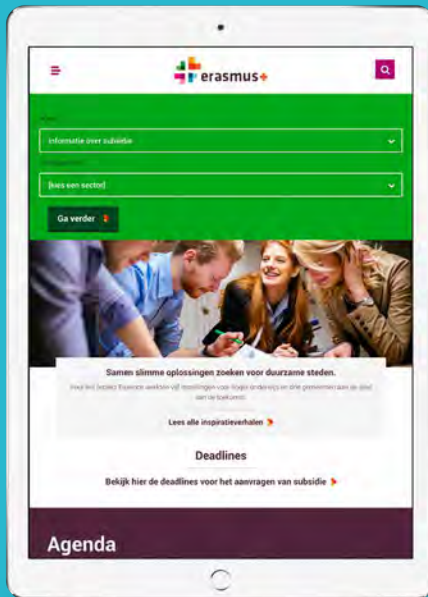 erasmus+
Informatie over subsidie
[kies een sector]
Ga verder
Samen slimme oplossingen zoeken voor duurzame steden.
Lees alle inspiratieverhalen
Deadlines
Bekijk hier de deadlines voor het aanvragen van subsidie
Agenda